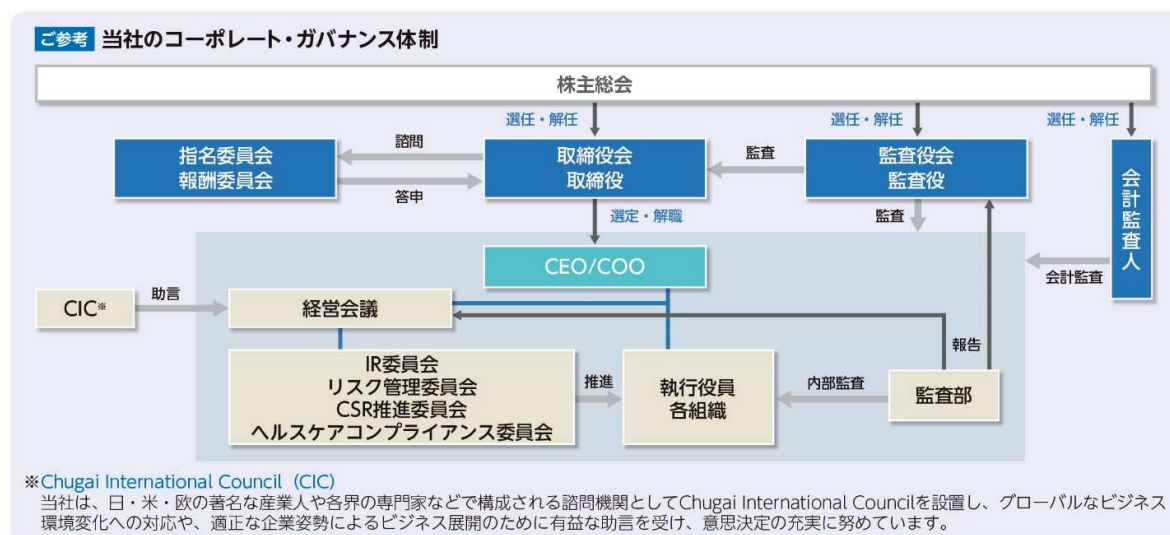 ご参考 当社のコーポレート・ガバナンス体制
株主総会
選任・解任
選任・解任
選任・解任
指名委員会
報酬委員会
諮問
答申
取締役会
取締役
監査
監査役会
監査役
会計監査人
選定・解職
監査
CEO/COO
会計監査
CIC※
助言
経営会議
報告
IR委員会
リスク管理委員会
CSR推進委員会
ヘルスケアコンプライアンス委員会
推進
執行役員
各組織
内部監査
監査部
※Chugai International Council（CIC）
当社は、日・米・欧の著名な産業人や各界の専門家などで構成される諮問機関としてChugai International Councilを設置し、グローバルなビジネス
環境変化への対応や、適正な企業姿勢によるビジネス展開のために有益な助言を受け、意思決定の充実に努めています。